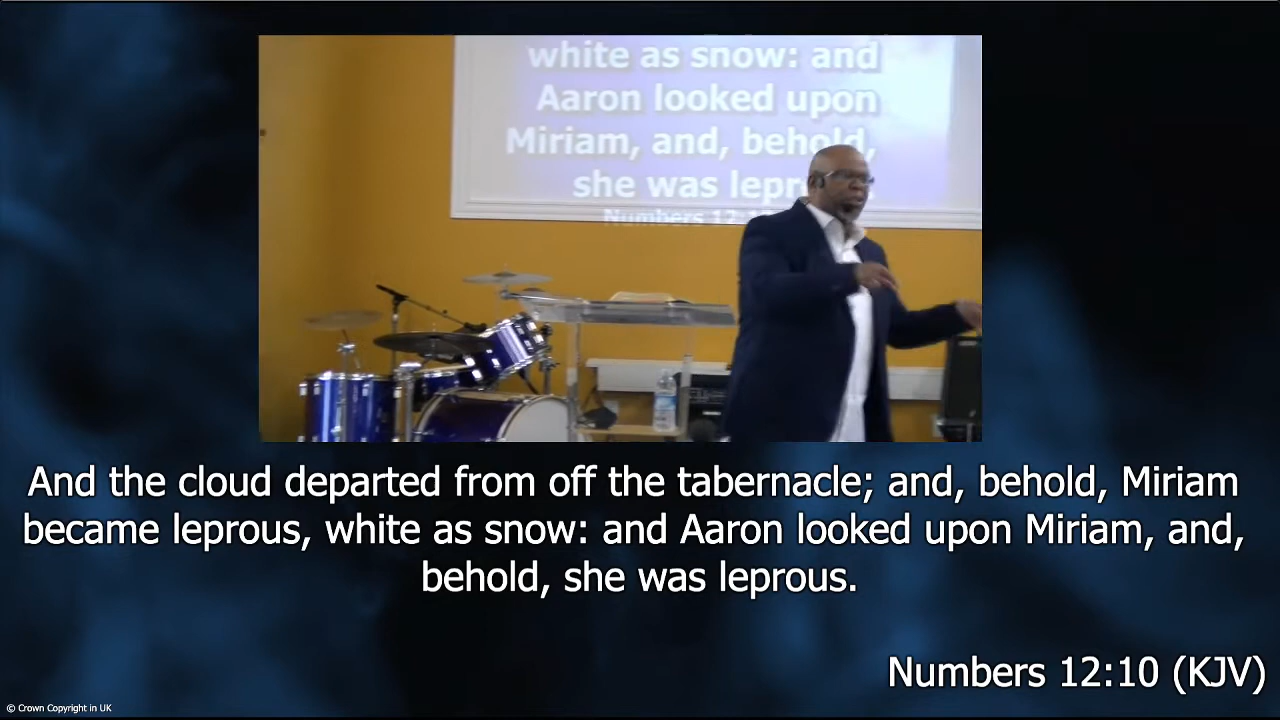 white as snow: and
Aaron looked upon
Miriam, and, behold,
she was lepr
Numbers 12:
And the cloud departed from off the tabernacle; and, behold, Miriam
became leprous, white as snow: and Aaron looked upon Miriam, and,
behold, she was leprous.
Numbers 12:10 (KJV)
© Crown Copyright in UK